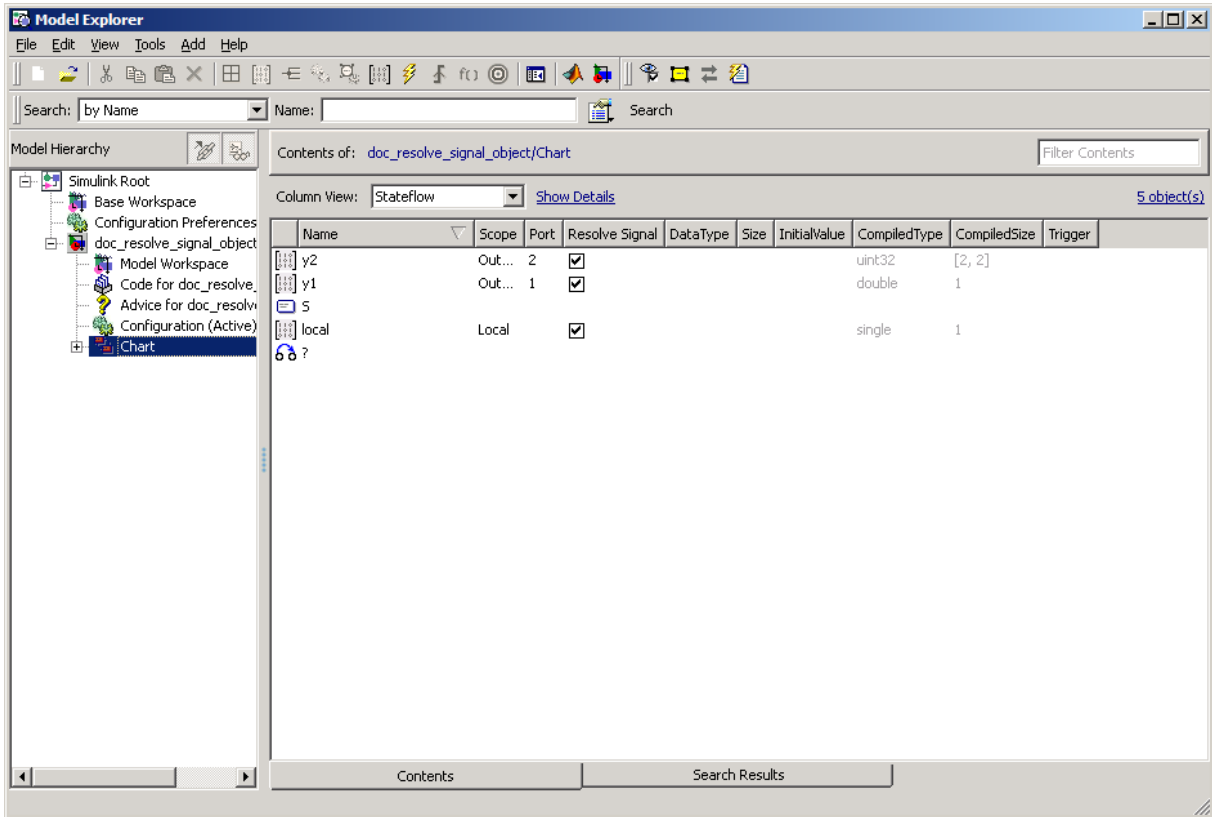 Model Explorer
File Edit View Tools Add Help
f()
Search: by Name Name: Search
Model Hierarchy
Contents of: doc_resolve_signal_object/Chart
Filter Contents
Simulink Root
Base Workspace
Configuration Preferences
doc_resolve_signal_object
Model Workspace
Code for doc_resolve_
Advice for doc_resolv
Configuration (Active)
Chart
Column View: Stateflow Show Details 5 object(s)
Name Scope Port Resolve Signal DataType Size InitialValue CompiledType CompiledSize Trigger
y2 Out... 2 uint32 [2, 2]
y1 Out... 1 double 1
S
local Local single 1
?
Contents Search Results